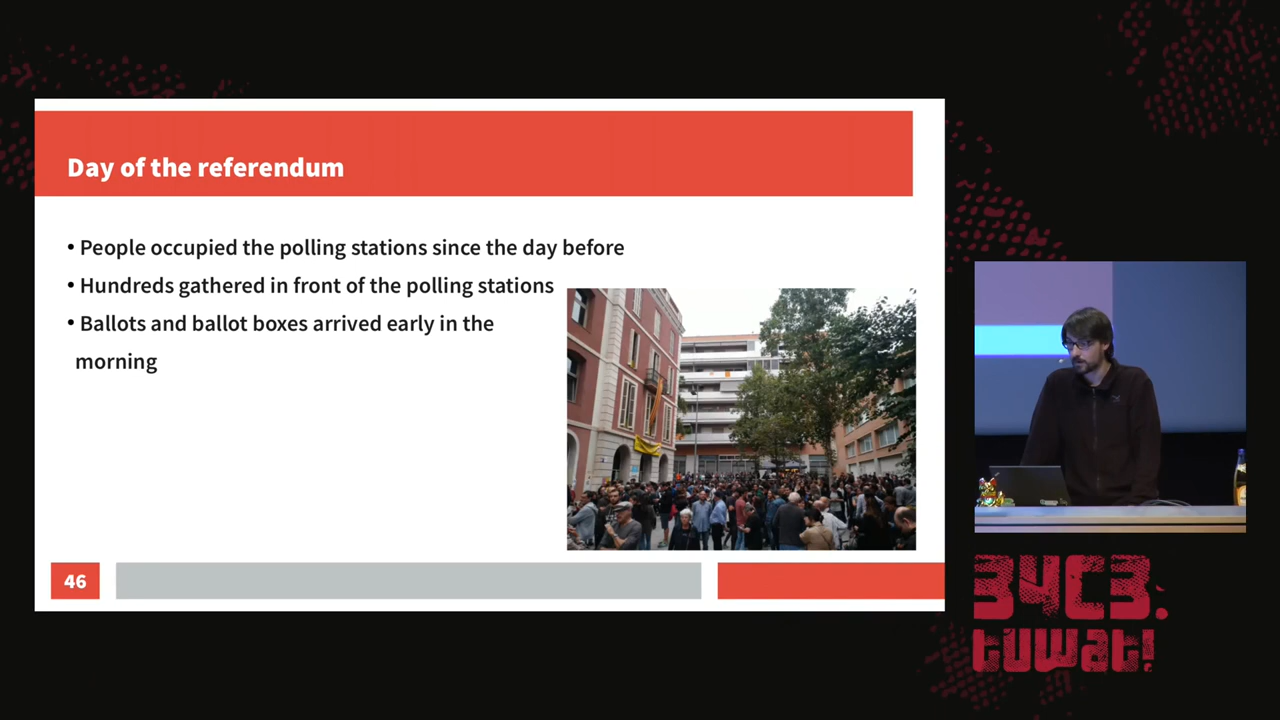 Day of the referendum
• People occupied the polling stations since the day before
• Hundreds gathered in front of the polling stations
• Ballots and ballot boxes arrived early in the
morning
46
34C3.
tuwat!